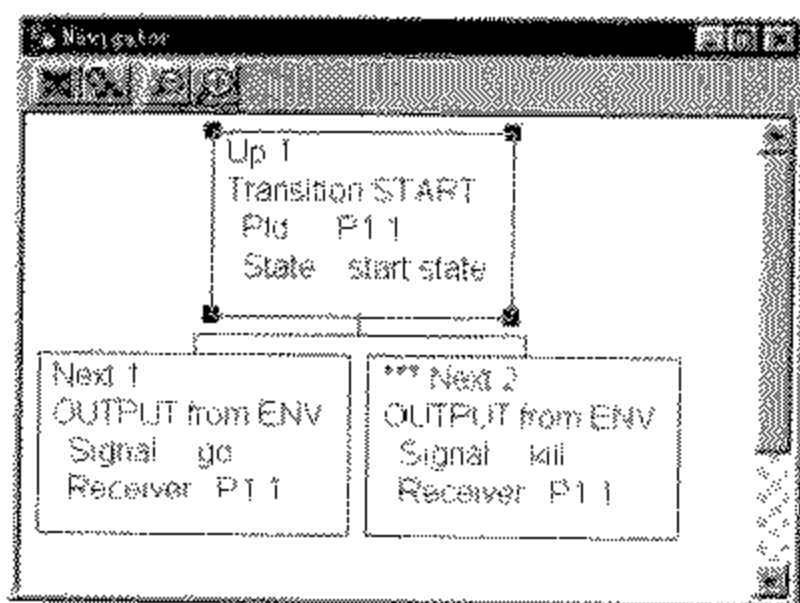 Navigator
Up 1
Transition START
PId P1 1
State start state
Next 1
OUTPUT from ENV
Signal go
Receiver P1 1
*** Next 2
OUTPUT from ENV
Signal kill
Receiver P1 1